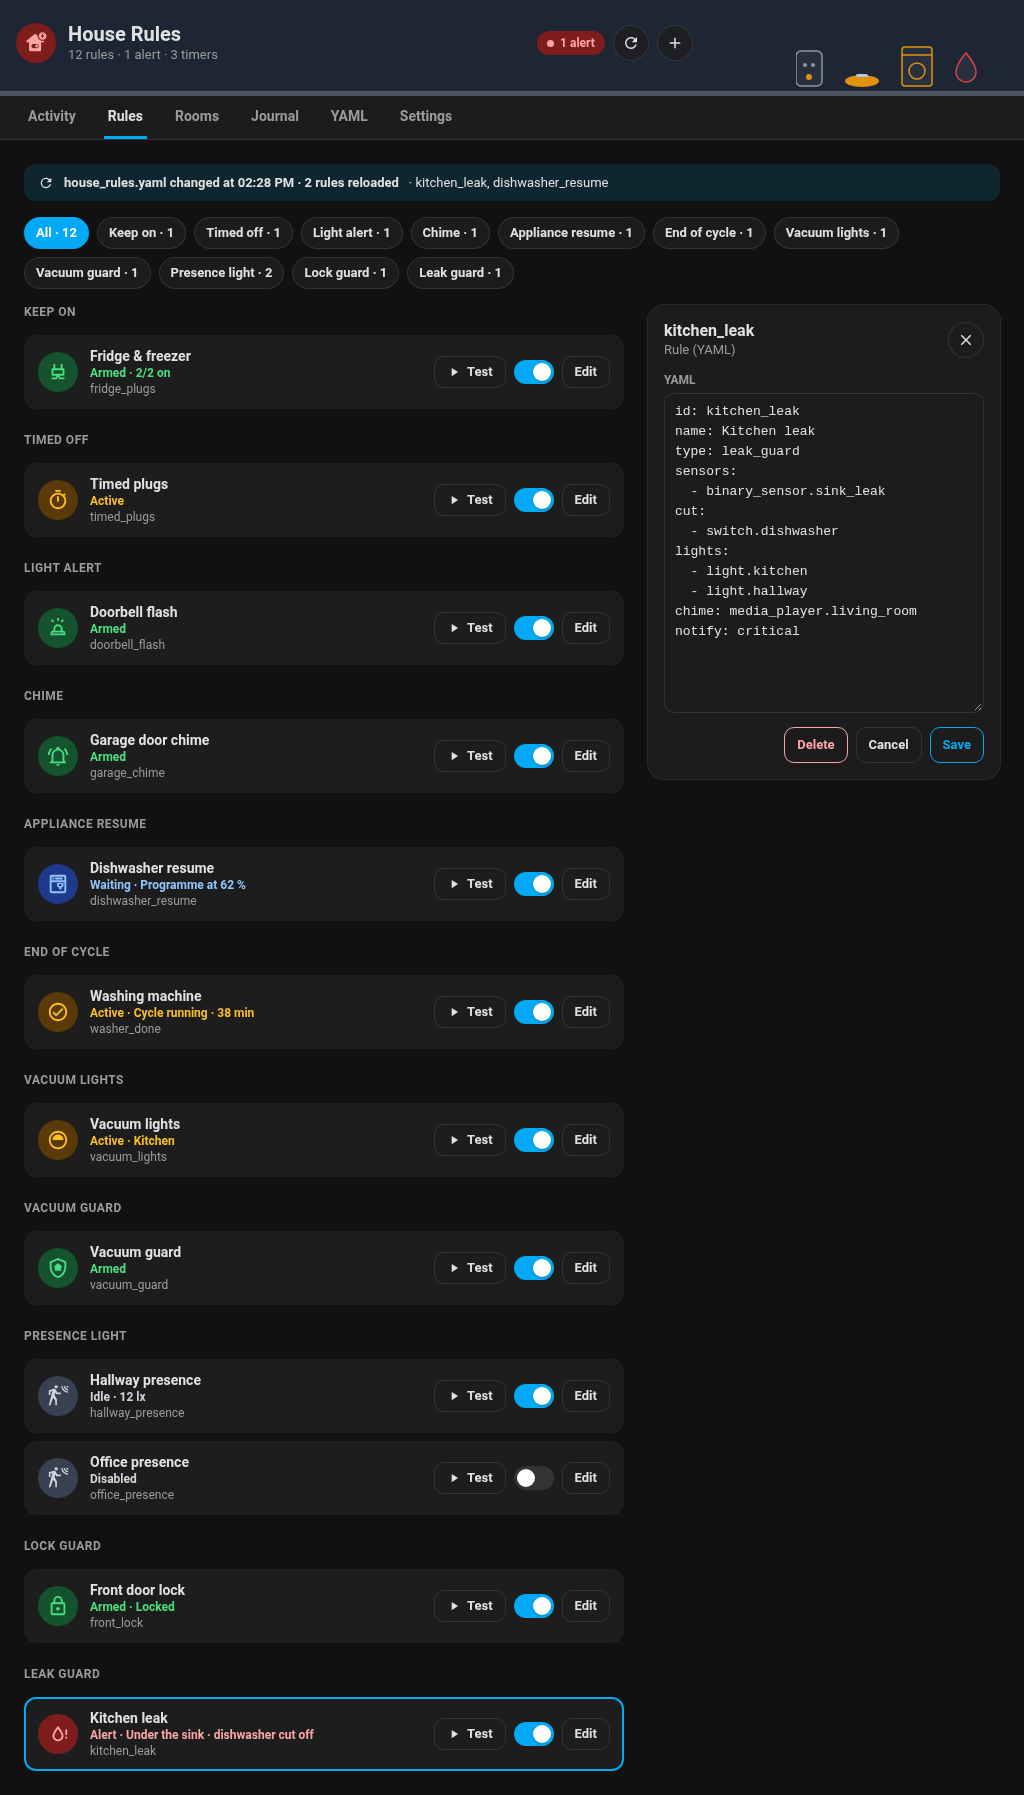 House Rules
12 rules · 1 alert · 3 timers
1 alert
Activity
Rules
Rooms
Journal
YAML
Settings
house_rules.yaml changed at 02:28 PM · 2 rules reloaded · kitchen_leak, dishwasher_resume
All · 12
Keep on · 1
Timed off · 1
Light alert · 1
Chime · 1
Appliance resume · 1
End of cycle · 1
Vacuum lights · 1
Vacuum guard · 1
Presence light · 2
Lock guard · 1
Leak guard · 1
KEEP ON
Fridge & freezer
Armed · 2/2 on
fridge_plugs
Test
Edit
TIMED OFF
Timed plugs
Active
timed_plugs
Test
Edit
LIGHT ALERT
Doorbell flash
Armed
doorbell_flash
Test
Edit
CHIME
Garage door chime
Armed
garage_chime
Test
Edit
APPLIANCE RESUME
Dishwasher resume
Waiting · Programme at 62 %
dishwasher_resume
Test
Edit
END OF CYCLE
Washing machine
Active · Cycle running · 38 min
washer_done
Test
Edit
VACUUM LIGHTS
Vacuum lights
Active · Kitchen
vacuum_lights
Test
Edit
VACUUM GUARD
Vacuum guard
Armed
vacuum_guard
Test
Edit
PRESENCE LIGHT
Hallway presence
Idle · 12 lx
hallway_presence
Test
Edit
Office presence
Disabled
office_presence
Test
Edit
LOCK GUARD
Front door lock
Armed · Locked
front_lock
Test
Edit
LEAK GUARD
Kitchen leak
Alert · Under the sink · dishwasher cut off
kitchen_leak
Test
Edit
kitchen_leak
Rule (YAML)
YAML
id: kitchen_leak
name: Kitchen leak
type: leak_guard
sensors:
  - binary_sensor.sink_leak
cut:
  - switch.dishwasher
lights:
  - light.kitchen
  - light.hallway
chime: media_player.living_room
notify: critical
Delete
Cancel
Save